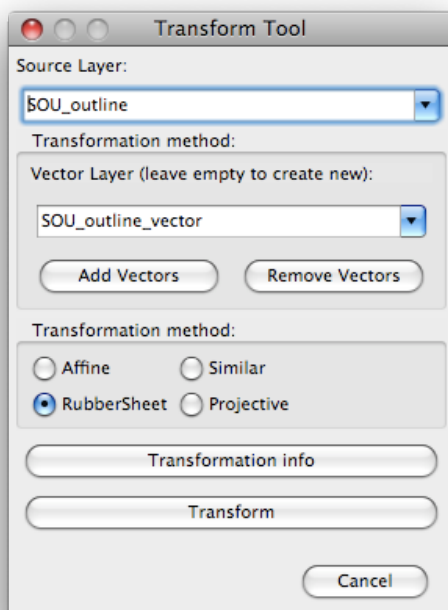 Transform Tool
Source Layer:
SOU_outline
Transformation method:
Vector Layer (leave empty to create new):
SOU_outline_vector
Add Vectors Remove Vectors
Transformation method:
Affine Similar
RubberSheet Projective
Transformation info
Transform
Cancel